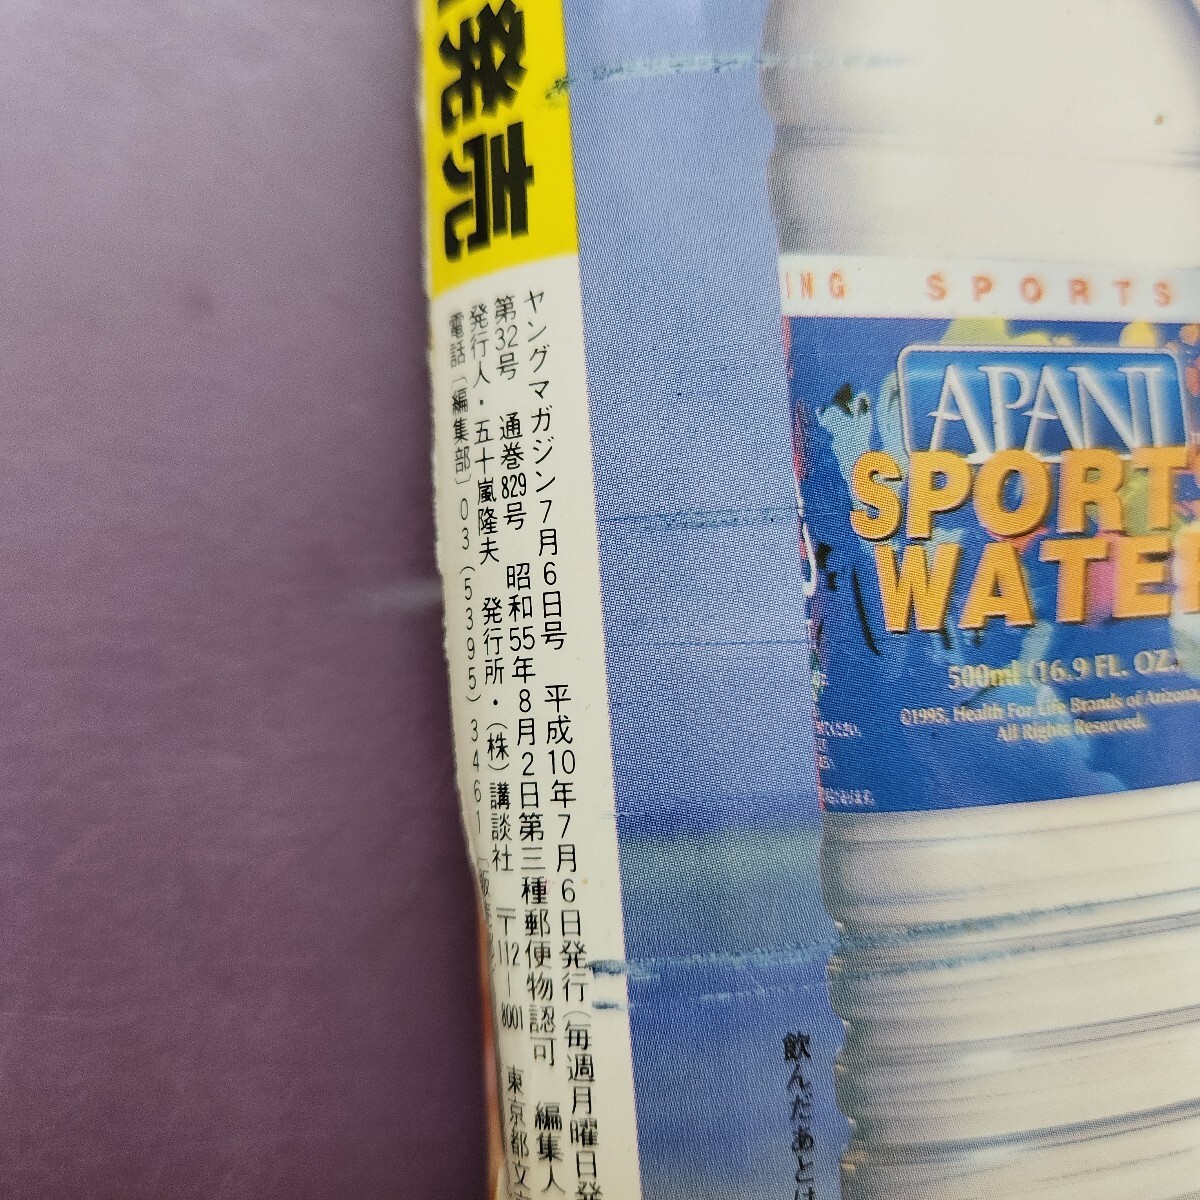 発売
ヤングマガジン7月6日号 平成10年7月6日発行(毎週月曜日発
第32号 通巻829号 昭和55年8月2日第三種郵便物認可 編集人
発行人・五十嵐隆夫 発行所・(株)講談社 〒112-8001 東京都文
電話〔編集部〕03(5395)3461
ING SPORTS
APANI
SPORTS
WATER
500ml (16.9 FL. OZ.)
©1995, Health For Life Brands of Arizona
All Rights Reserved.
飲んだあとは